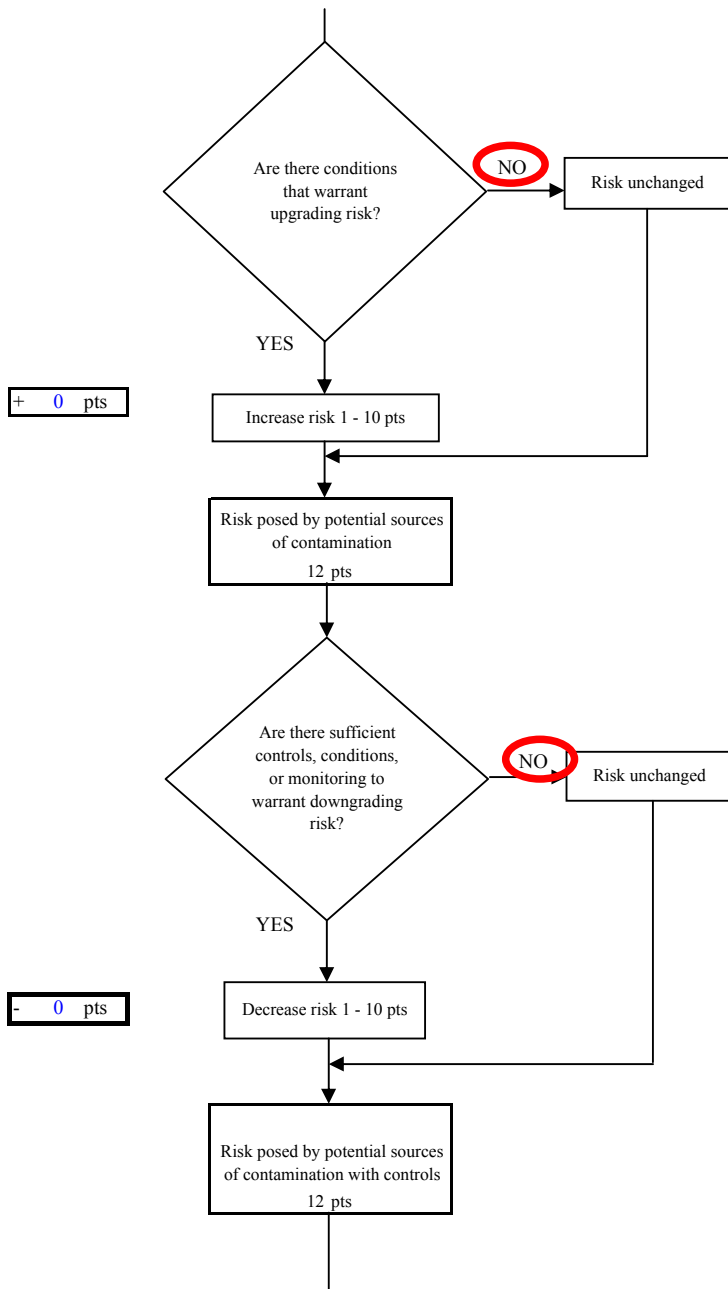 Are there conditions
that warrant
upgrading risk?
NO
Risk unchanged
YES
+ 0 pts
Increase risk 1 - 10 pts
Risk posed by potential sources
of contamination
12 pts
Are there sufficient
controls, conditions,
or monitoring to
warrant downgrading
risk?
NO
Risk unchanged
YES
- 0 pts
Decrease risk 1 - 10 pts
Risk posed by potential sources
of contamination with controls
12 pts